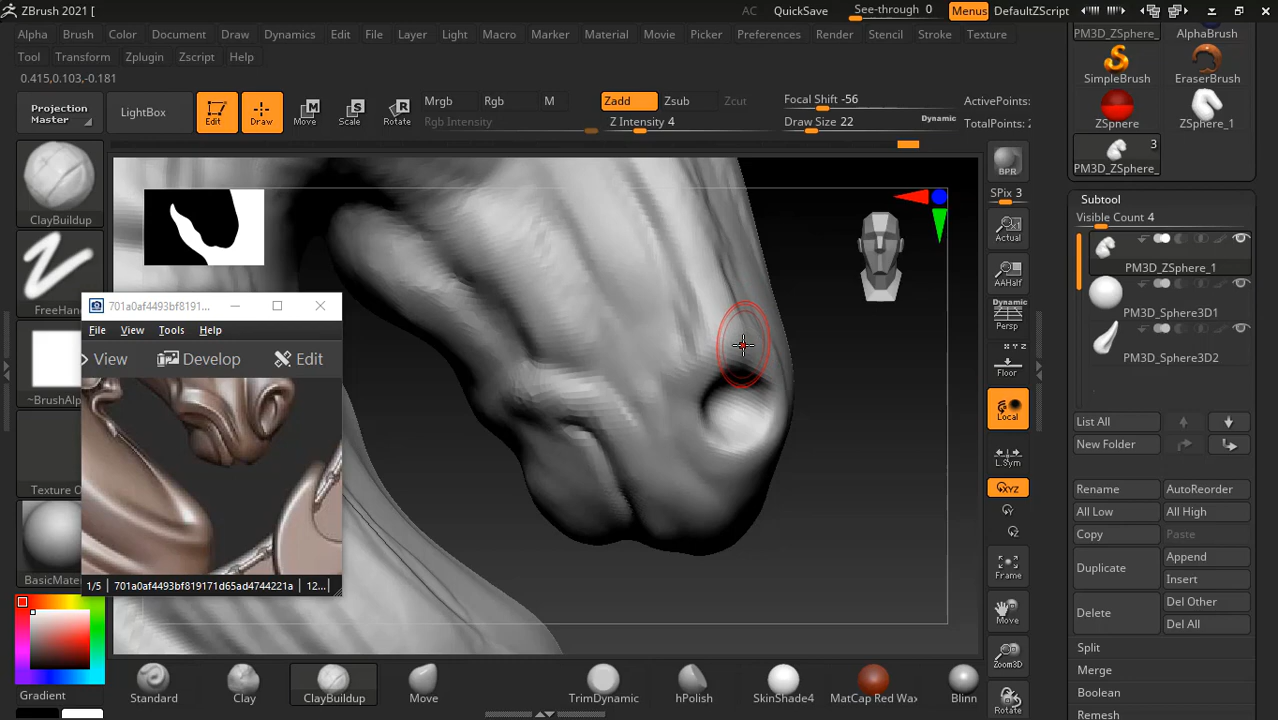 ZBrush 2021 [
AC
QuickSave
See-through 0
Menus
DefaultZScript
Alpha
Brush
Color
Document
Draw
Dynamics
Edit
File
Layer
Light
Macro
Marker
Material
Movie
Picker
Preferences
Render
Stencil
Stroke
Texture
Tool
Transform
Zplugin
Zscript
Help
0.415,0.103,-0.181
Projection
Master
LightBox
Edit
Draw
Move
Scale
Rotate
Mrgb
Rgb
M
Rgb Intensity
Zadd
Zsub
Zcut
Z Intensity 4
Focal Shift -56
Draw Size 22
Dynamic
ActivePoints:
TotalPoints: 2
ClayBuildup
FreeHand
~BrushAlp
Texture O
BasicMate
Gradient
701a0af4493bf8191...
File
View
Tools
Help
View
Develop
Edit
1/5
701a0af4493bf819171d65ad4744221a
12...
Standard
Clay
ClayBuildup
Move
TrimDynamic
hPolish
SkinShade4
MatCap Red Wax
Blinn
BPR
SPix 3
Actual
AAHalf
Dynamic
Persp
X Y Z
Floor
Local
L.Sym
XYZ
Y
Z
Frame
Move
Zoom3D
Rotate
PM3D_ZSphere_
AlphaBrush
SimpleBrush
EraserBrush
ZSphere
ZSphere_1
3
PM3D_ZSphere_
Subtool
Visible Count 4
PM3D_ZSphere_1
PM3D_Sphere3D1
PM3D_Sphere3D2
List All
New Folder
Rename
AutoReorder
All Low
All High
Copy
Paste
Duplicate
Append
Insert
Delete
Del Other
Del All
Split
Merge
Boolean
Remesh